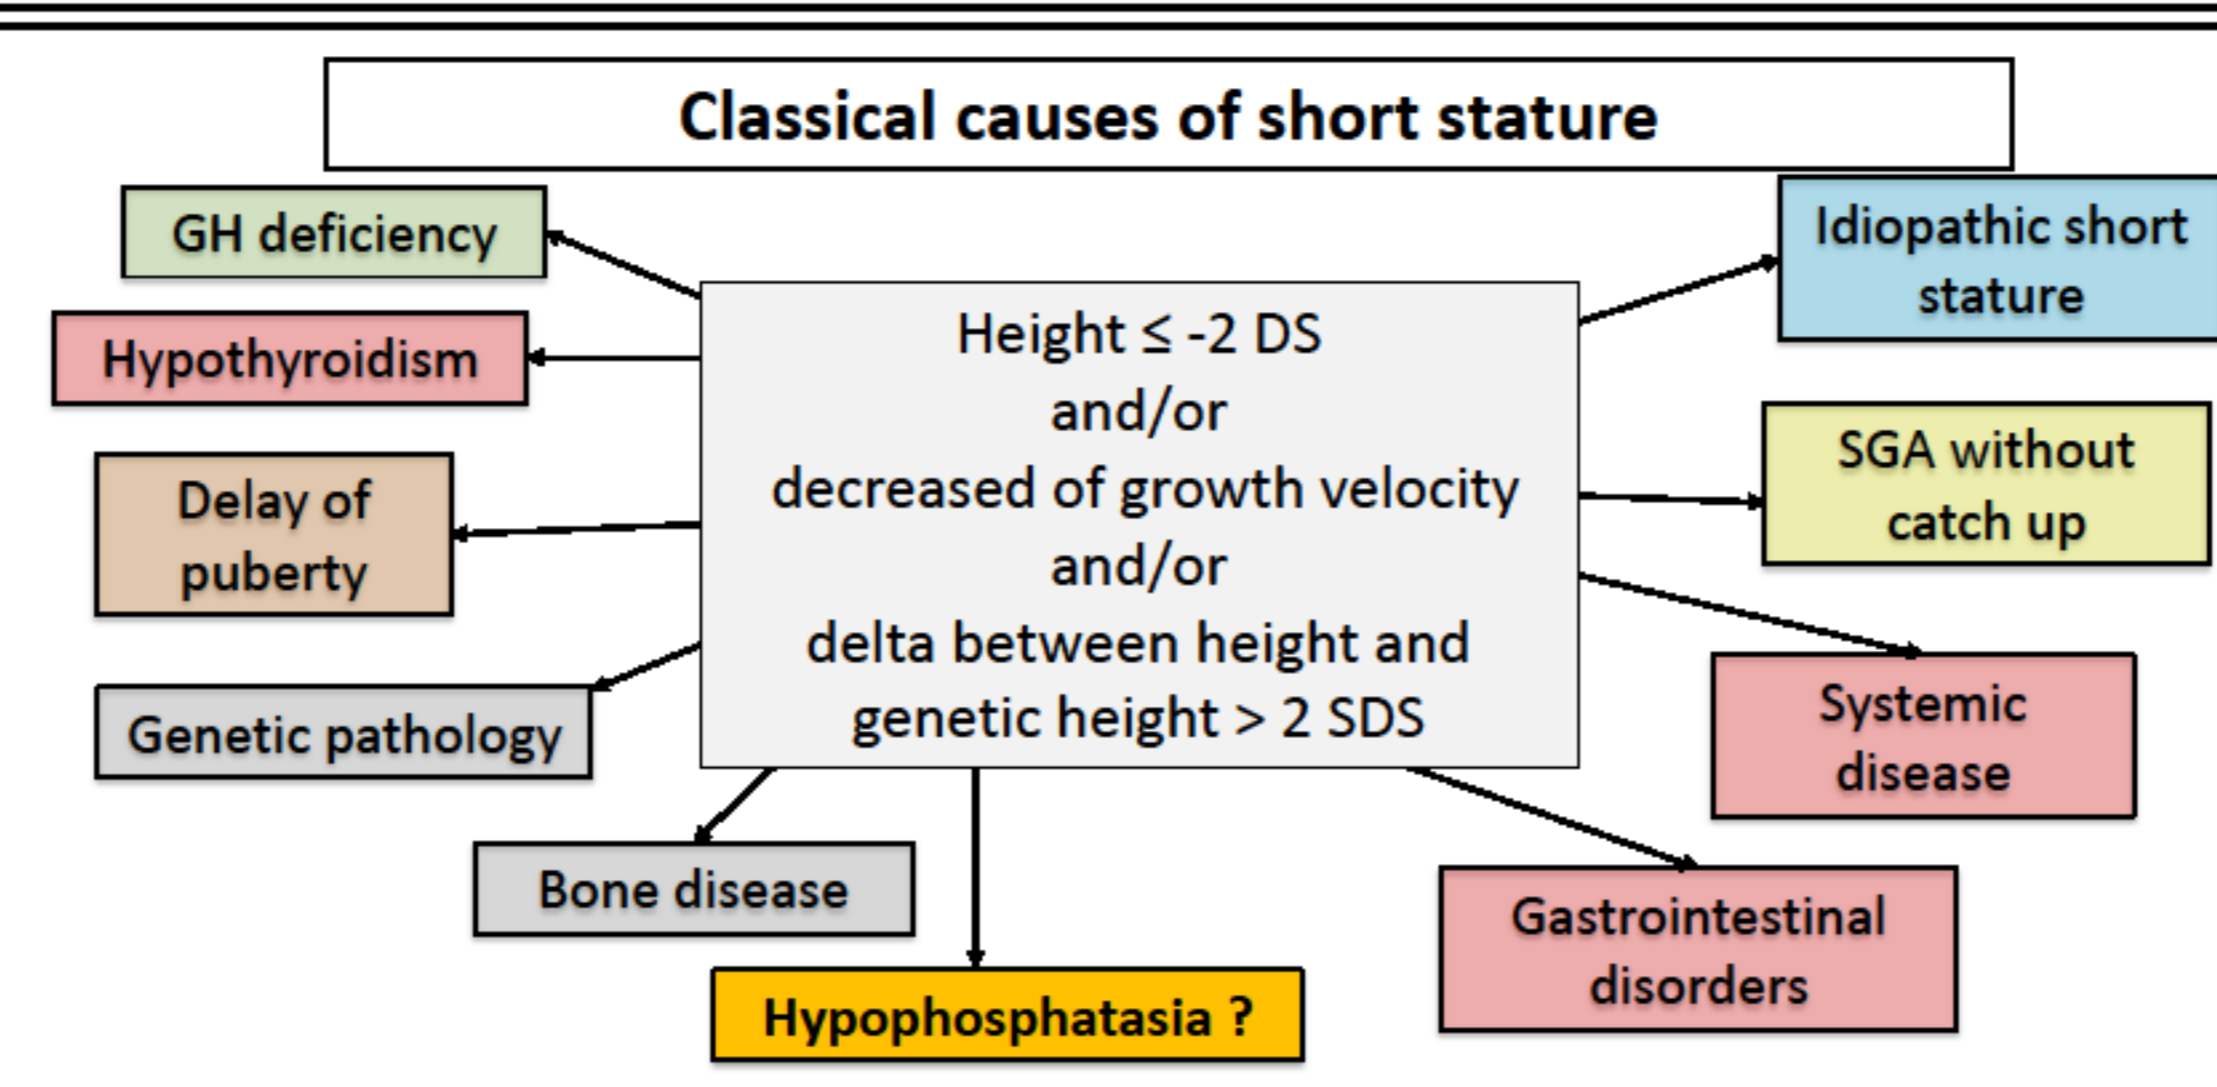 Classical causes of short stature
GH deficiency
Idiopathic short
stature
Hypothyroidism
Height ≤ -2 DS
and/or
decreased of growth velocity
and/or
delta between height and
genetic height > 2 SDS
SGA without
catch up
Delay of
puberty
Genetic pathology
Systemic
disease
Bone disease
Gastrointestinal
disorders
Hypophosphatasia ?